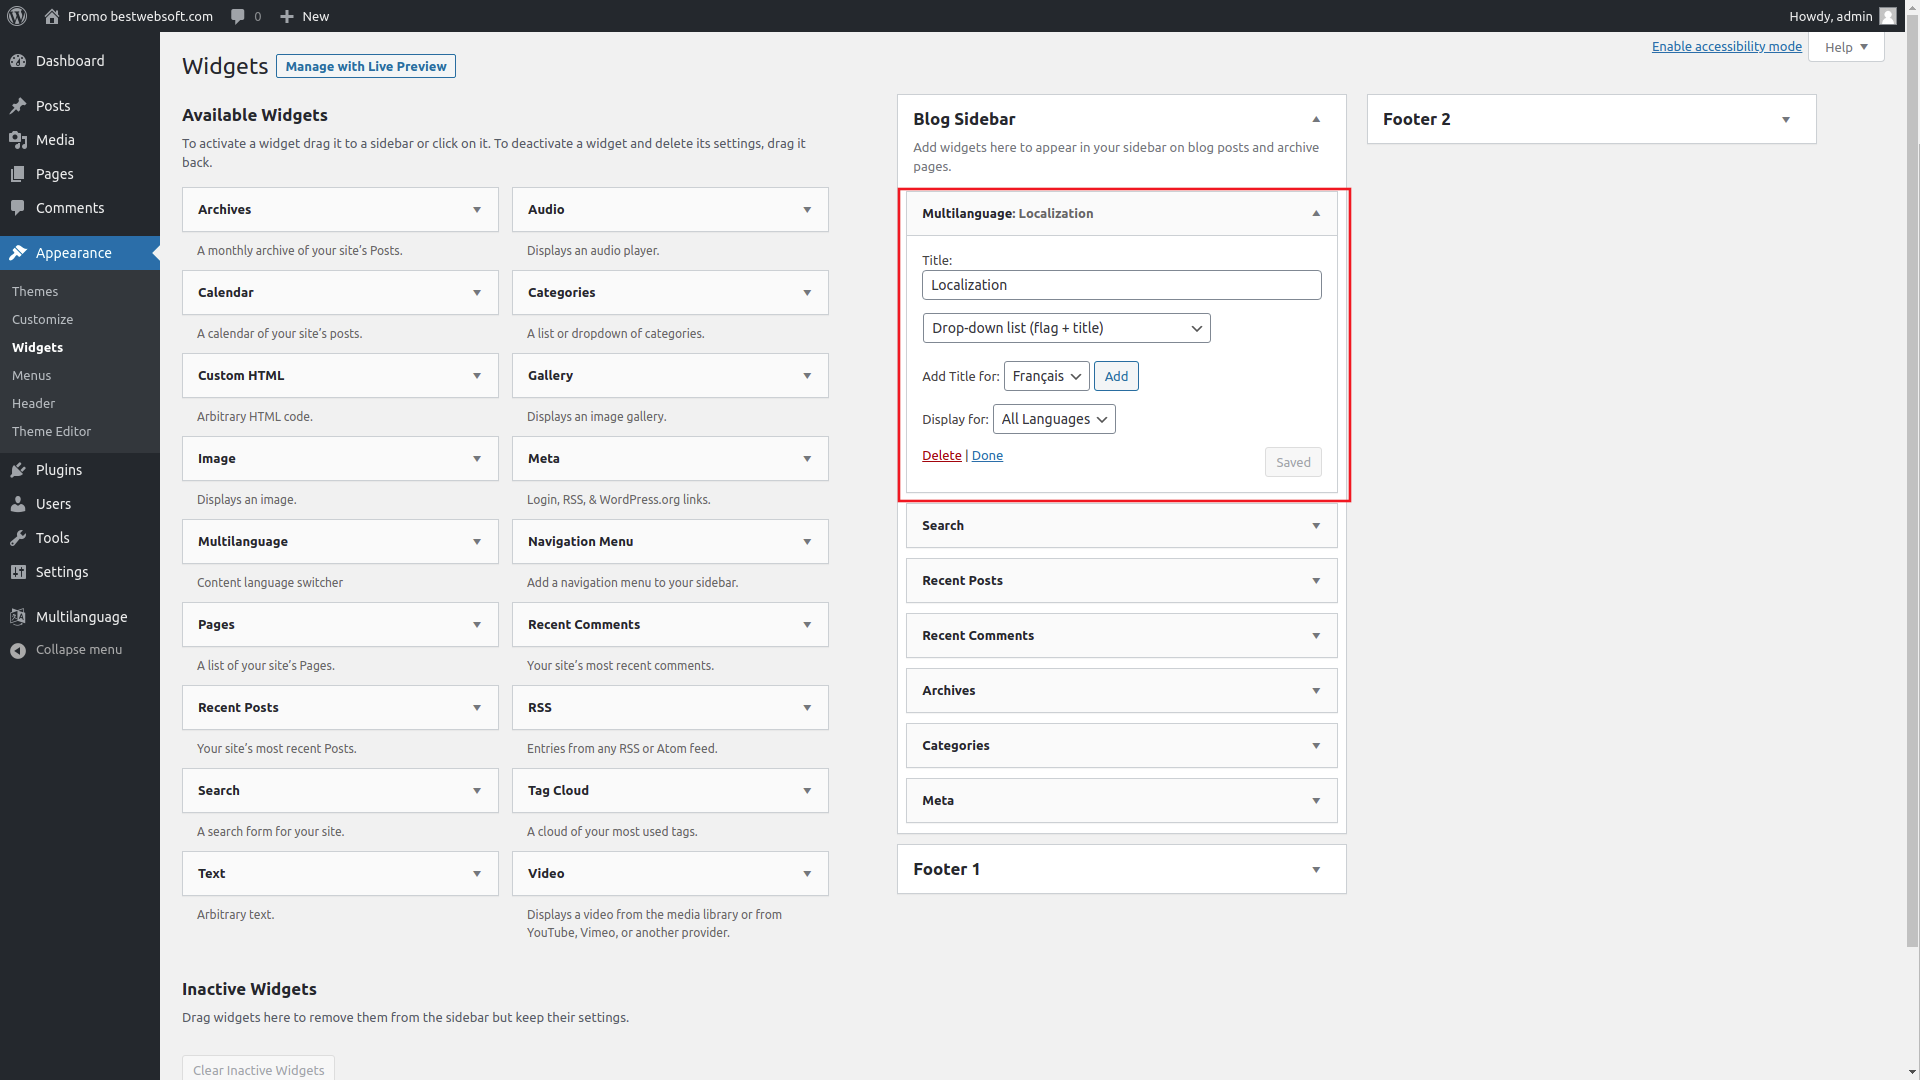 Promo bestwebsoft.com 0 New Howdy, admin
Dashboard
Posts
Media
Pages
Comments
Appearance
Themes
Customize
Widgets
Menus
Header
Theme Editor
Plugins
Users
Tools
Settings
Multilanguage
Collapse menu
Enable accessibility mode Help
Widgets Manage with Live Preview
Available Widgets
To activate a widget drag it to a sidebar or click on it. To deactivate a widget and delete its settings, drag it
back.
Archives
A monthly archive of your site's Posts.
Audio
Displays an audio player.
Calendar
A calendar of your site's posts.
Categories
A list or dropdown of categories.
Custom HTML
Arbitrary HTML code.
Gallery
Displays an image gallery.
Image
Displays an image.
Meta
Login, RSS, & WordPress.org links.
Multilanguage
Content language switcher
Navigation Menu
Add a navigation menu to your sidebar.
Pages
A list of your site's Pages.
Recent Comments
Your site's most recent comments.
Recent Posts
Your site's most recent Posts.
RSS
Entries from any RSS or Atom feed.
Search
A search form for your site.
Tag Cloud
A cloud of your most used tags.
Text
Arbitrary text.
Video
Displays a video from the media library or from
YouTube, Vimeo, or another provider.
Inactive Widgets
Drag widgets here to remove them from the sidebar but keep their settings.
Clear Inactive Widgets
Blog Sidebar
Add widgets here to appear in your sidebar on blog posts and archive
pages.
Multilanguage: Localization
Title:
Localization
Drop-down list (flag + title)
Add Title for: Français Add
Display for: All Languages
Delete | Done
Saved
Search
Recent Posts
Recent Comments
Archives
Categories
Meta
Footer 1
Footer 2